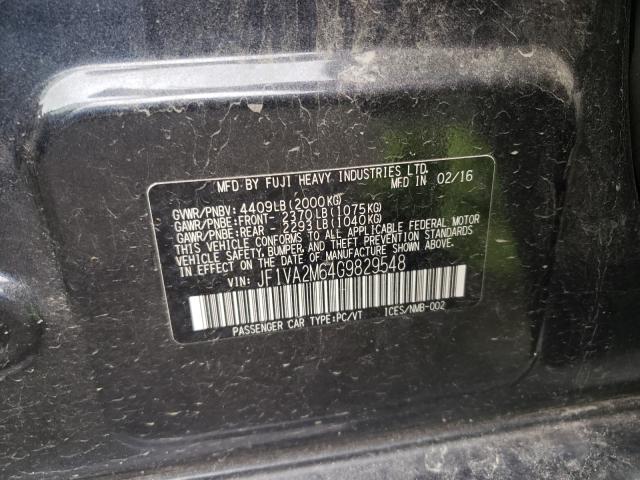 MFD BY FUJI HEAVY INDUSTRIES LTD.
MFD IN 02/16
GVWR/PNBV: 4409LB(2000KG)
GAWR/PNBE:FRONT- 2370LB(1075KG)
GAWR/PNBE:REAR - 2293LB(1040KG)
THIS VEHICLE CONFORMS TO ALL APPLICABLE FEDERAL MOTOR
VEHICLE SAFETY,BUMPER,AND THEFT PREVENTION STANDARDS
IN EFFECT ON THE DATE OF MANUFACTURE SHOWN ABOVE.
VIN: JF1VA2M64G9829548
PASSENGER CAR TYPE:PC/VT ICES/NMB-002